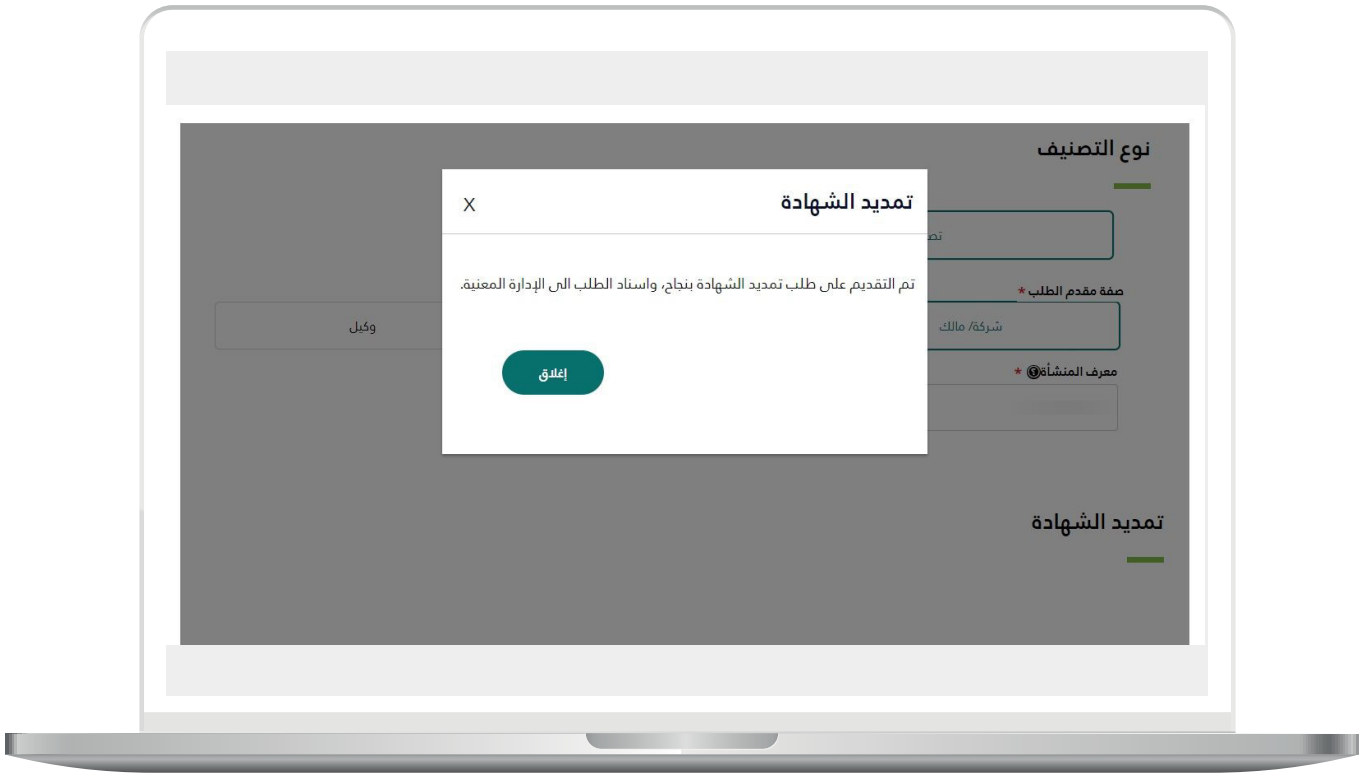 نوع التصنيف
تمديد الشهادة
X
تم التقديم على طلب تمديد الشهادة بنجاح، واسناد الطلب الى الإدارة المعنية.
إغلاق
صفة مقدم الطلب *
شركة/ مالك
وكيل
معرف المنشأة *
تمديد الشهادة